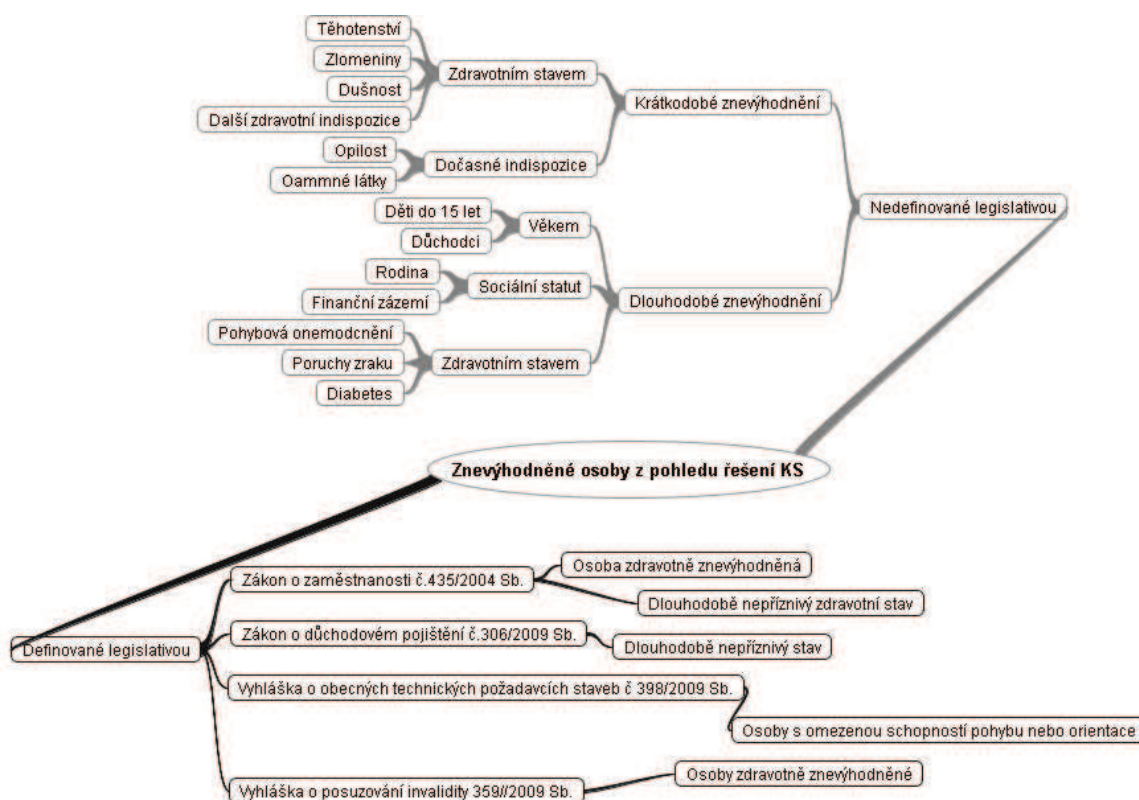 Těhotenství
Zlomeniny
Dušnost
Další zdravotní indispozice
Zdravotním stavem
Opilost
Oammné látky
Dočasné indispozice
Krátkodobé znevýhodnění
Děti do 15 let
Důchodci
Věkem
Rodina
Finanční zázemí
Sociální statut
Pohybová onemodcnění
Poruchy zraku
Diabetes
Zdravotním stavem
Dlouhodobé znevýhodnění
Nedefinované legislativou
Znevýhodněné osoby z pohledu řešení KS
Definované legislativou
Zákon o zaměstnanosti č.435/2004 Sb.
Osoba zdravotně znevýhodněná
Dlouhodobě nepříznivý zdravotní stav
Zákon o důchodovém pojištění č.306/2009 Sb.
Dlouhodobě nepříznivý stav
Vyhláška o obecných technických požadavcích staveb č 398/2009 Sb.
Osoby s omezenou schopností pohybu nebo orientace
Vyhláška o posuzování invalidity 359//2009 Sb.
Osoby zdravotně znevýhodněné